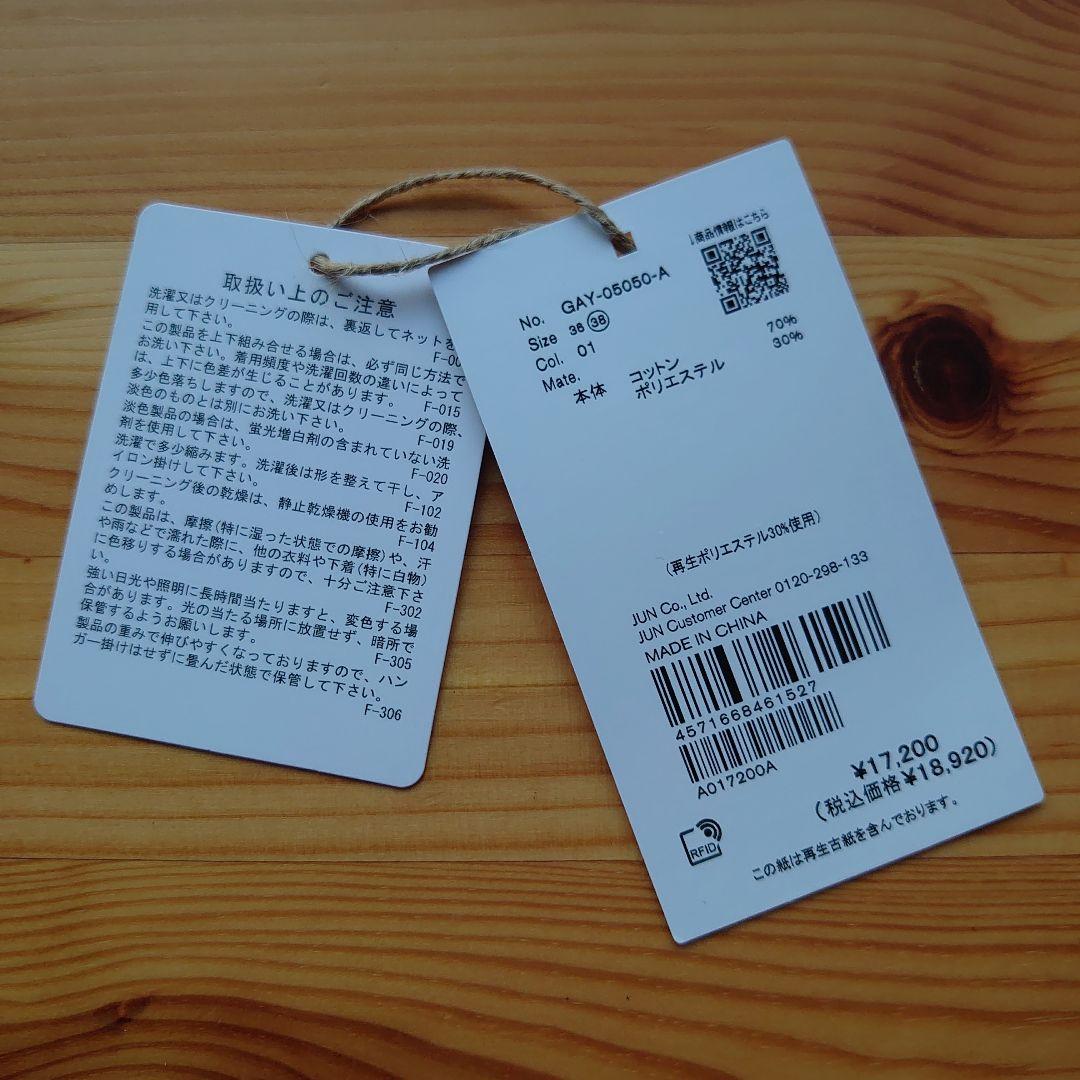 取扱い上のご注意
洗濯又はクリーニングの際は、裏返してネットを
用して下さい。
F-00
この製品を上下組み合せる場合は、必ず同じ方法で
お洗い下さい。着用頻度や洗濯回数の違いによって
は、上下に色差が生じることがあります。 F-015
多少色落ちしますので、洗濯又はクリーニングの際、
淡色のものとは別にお洗い下さい。 F-019
淡色製品の場合は、蛍光増白剤の含まれていない洗
剤を使用して下さい。 F-020
洗濯で多少縮みます。洗濯後は形を整えて干し、ア
イロン掛けして下さい。 F-102
クリーニング後の乾燥は、静止乾燥機の使用をお勧
めします。 F-104
この製品は、摩擦(特に湿った状態での摩擦)や、汗
や雨などで濡れた際に、他の衣料や下着(特に白物)
に色移りする場合がありますので、十分ご注意下さ
い。 F-302
強い日光や照明に長時間当たりますと、変色する場
合があります。光の当たる場所に放置せず、暗所で
保管するようお願いします。 F-305
製品の重みで伸びやすくなっておりますので、ハン
ガー掛けはせずに畳んだ状態で保管して下さい。
F-306
↓商品情報はこちら
No. GAY-05050-A
Size 36 38
Col. 01
Mate.
本体 コットン 70%
ポリエステル 30%
(再生ポリエステル30%使用)
JUN Co., Ltd.
JUN Customer Center 0120-298-133
MADE IN CHINA
4571668461527
A017200A
¥17,200
(税込価格¥18,920)
RFID
この紙は再生古紙を含んでおります。